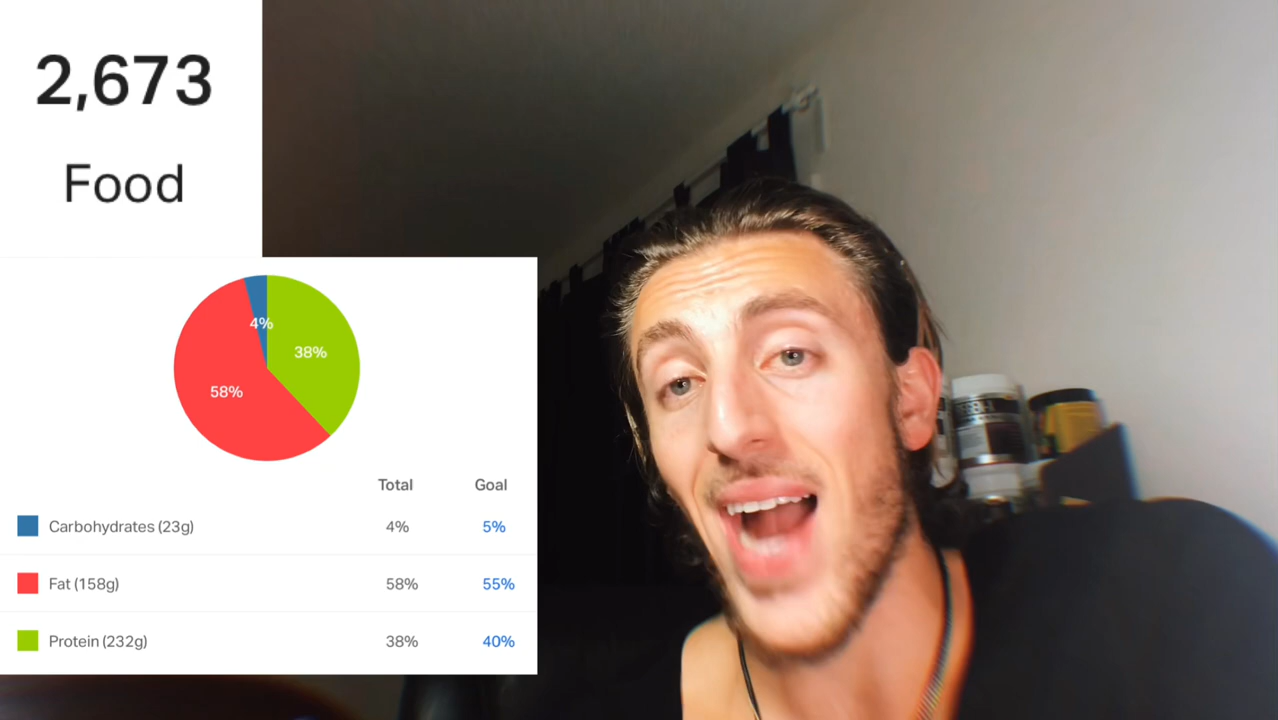 2,673
Food
4%
38%
58%
Total Goal
Carbohydrates (23g) 4% 5%
Fat (158g) 58% 55%
Protein (232g) 38% 40%